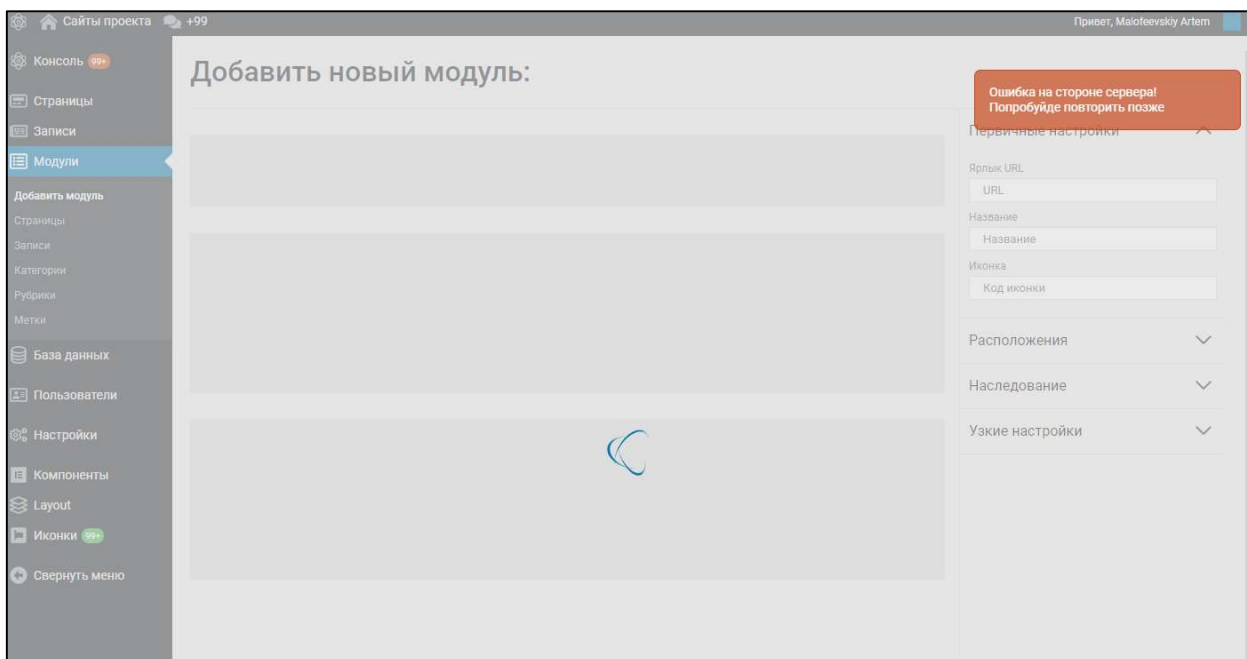 Сайты проекта +99
Привет, Malofeevskiy Artem
Консоль 99+
Страницы
Записи
Модули
Добавить модуль
Страницы
Записи
Категории
Рубрики
Метки
База данных
Пользователи
Настройки
Компоненты
Layout
Иконки 99+
Свернуть меню
Добавить новый модуль:
Ошибка на стороне сервера!
Попробуйде повторить позже
Первичные настройки
Ярлык URL
URL
Название
Название
Иконка
Код иконки
Расположения
Наследование
Узкие настройки